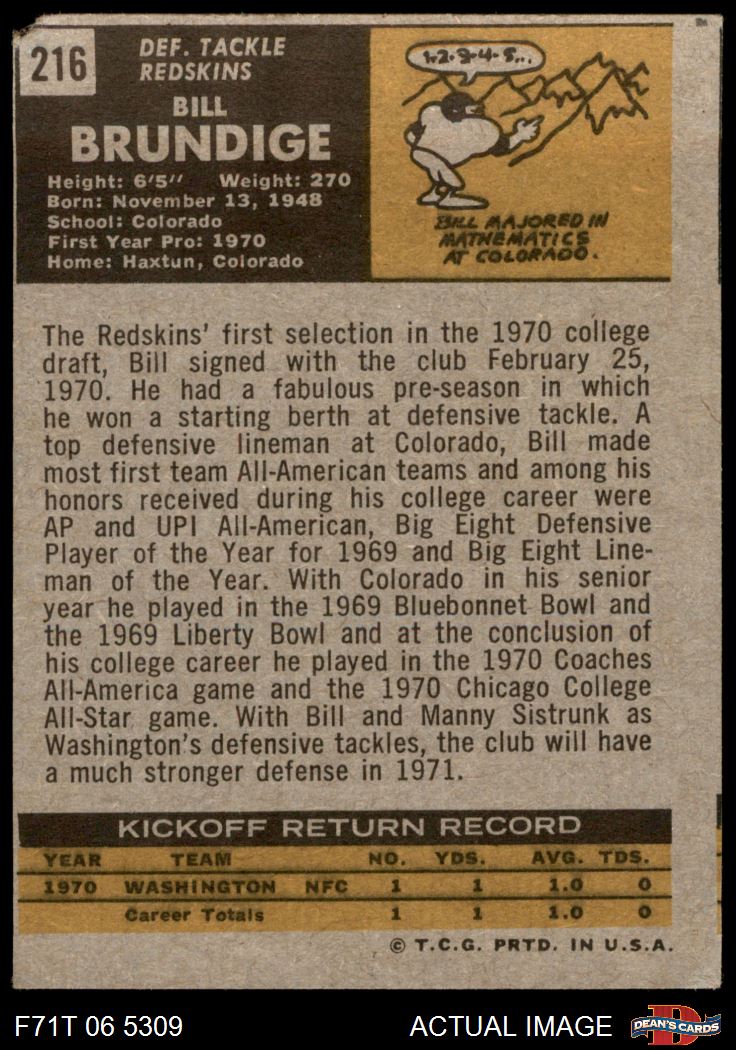 216
DEF. TACKLE
REDSKINS
BILL
BRUNDIGE
Height: 6'5" Weight: 270
Born: November 13, 1948
School: Colorado
First Year Pro: 1970
Home: Haxtun, Colorado
1·2·3·4·5...
BILL MAJORED IN
MATHEMATICS
AT COLORADO.
The Redskins' first selection in the 1970 college
draft, Bill signed with the club February 25,
1970. He had a fabulous pre-season in which
he won a starting berth at defensive tackle. A
top defensive lineman at Colorado, Bill made
most first team All-American teams and among his
honors received during his college career were
AP and UPI All-American, Big Eight Defensive
Player of the Year for 1969 and Big Eight Line-
man of the Year. With Colorado in his senior
year he played in the 1969 Bluebonnet Bowl and
the 1969 Liberty Bowl and at the conclusion of
his college career he played in the 1970 Coaches
All-America game and the 1970 Chicago College
All-Star game. With Bill and Manny Sistrunk as
Washington's defensive tackles, the club will have
a much stronger defense in 1971.
KICKOFF RETURN RECORD
YEAR TEAM NO. YDS. AVG. TDS.
1970 WASHINGTON NFC 1 1 1.0 0
Career Totals 1 1 1.0 0
© T.C.G. PRTD. IN U.S.A.
F71T 06 5309 ACTUAL IMAGE D DEAN'S CARDS